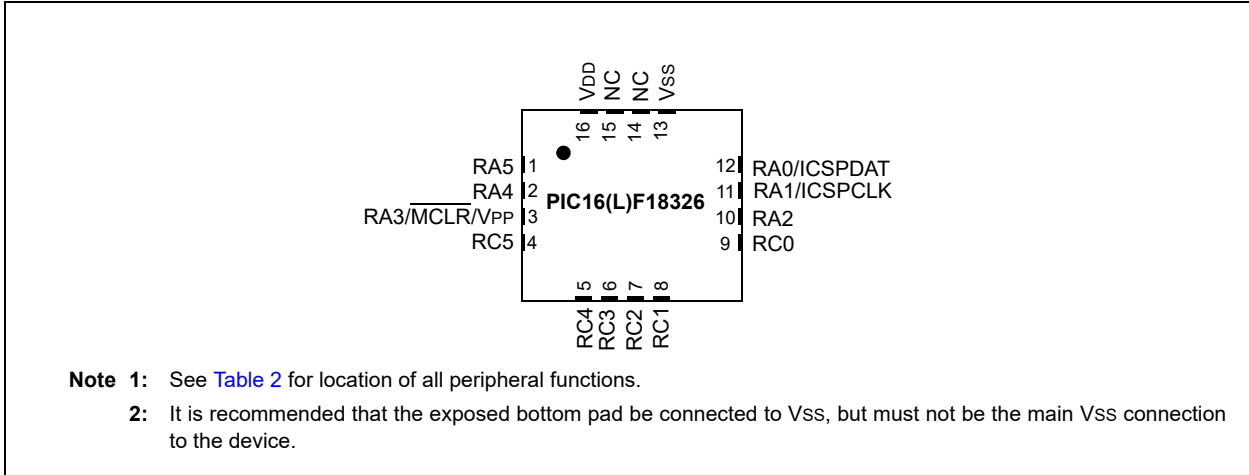 VDD
NC
NC
VSS
16
15
14
13
RA5 1
RA4 2
RA3/MCLR/VPP 3
RC5 4
PIC16(L)F18326
12 RA0/ICSPDAT
11 RA1/ICSPCLK
10 RA2
9 RC0
5
6
7
8
RC4
RC3
RC2
RC1
Note 1: See Table 2 for location of all peripheral functions.
2: It is recommended that the exposed bottom pad be connected to VSS, but must not be the main VSS connection
to the device.